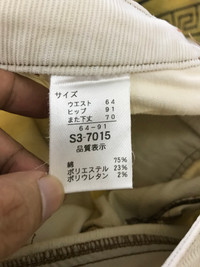 サイズ
ウエスト 64
ヒップ 91
また下丈 70
64-91
S3-7015
品質表示
綿 75%
ポリエステル 23%
ポリウレタン 2%